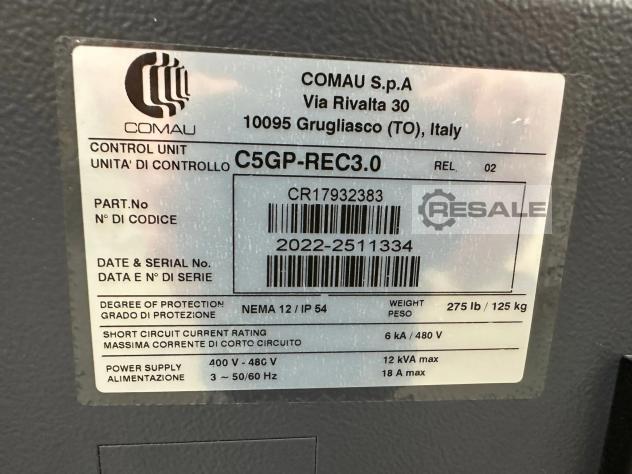 COMAU
COMAU S.p.A
Via Rivalta 30
10095 Grugliasco (TO), Italy
CONTROL UNIT
UNITA' DI CONTROLLO C5GP-REC3.0 REL 02
PART.No
N° DI CODICE
CR17932383
RESALE
DATE & SERIAL No.
DATA E N° DI SERIE
2022-2511334
DEGREE OF PROTECTION
GRADO DI PROTEZIONE
NEMA 12 / IP 54
WEIGHT
PESO
275 lb / 125 kg
SHORT CIRCUIT CURRENT RATING
MASSIMA CORRENTE DI CORTO CIRCUITO
6 kA / 480 V
POWER SUPPLY
ALIMENTAZIONE
400 V - 480 V
3 ~ 50/60 Hz
12 kVA max
18 A max